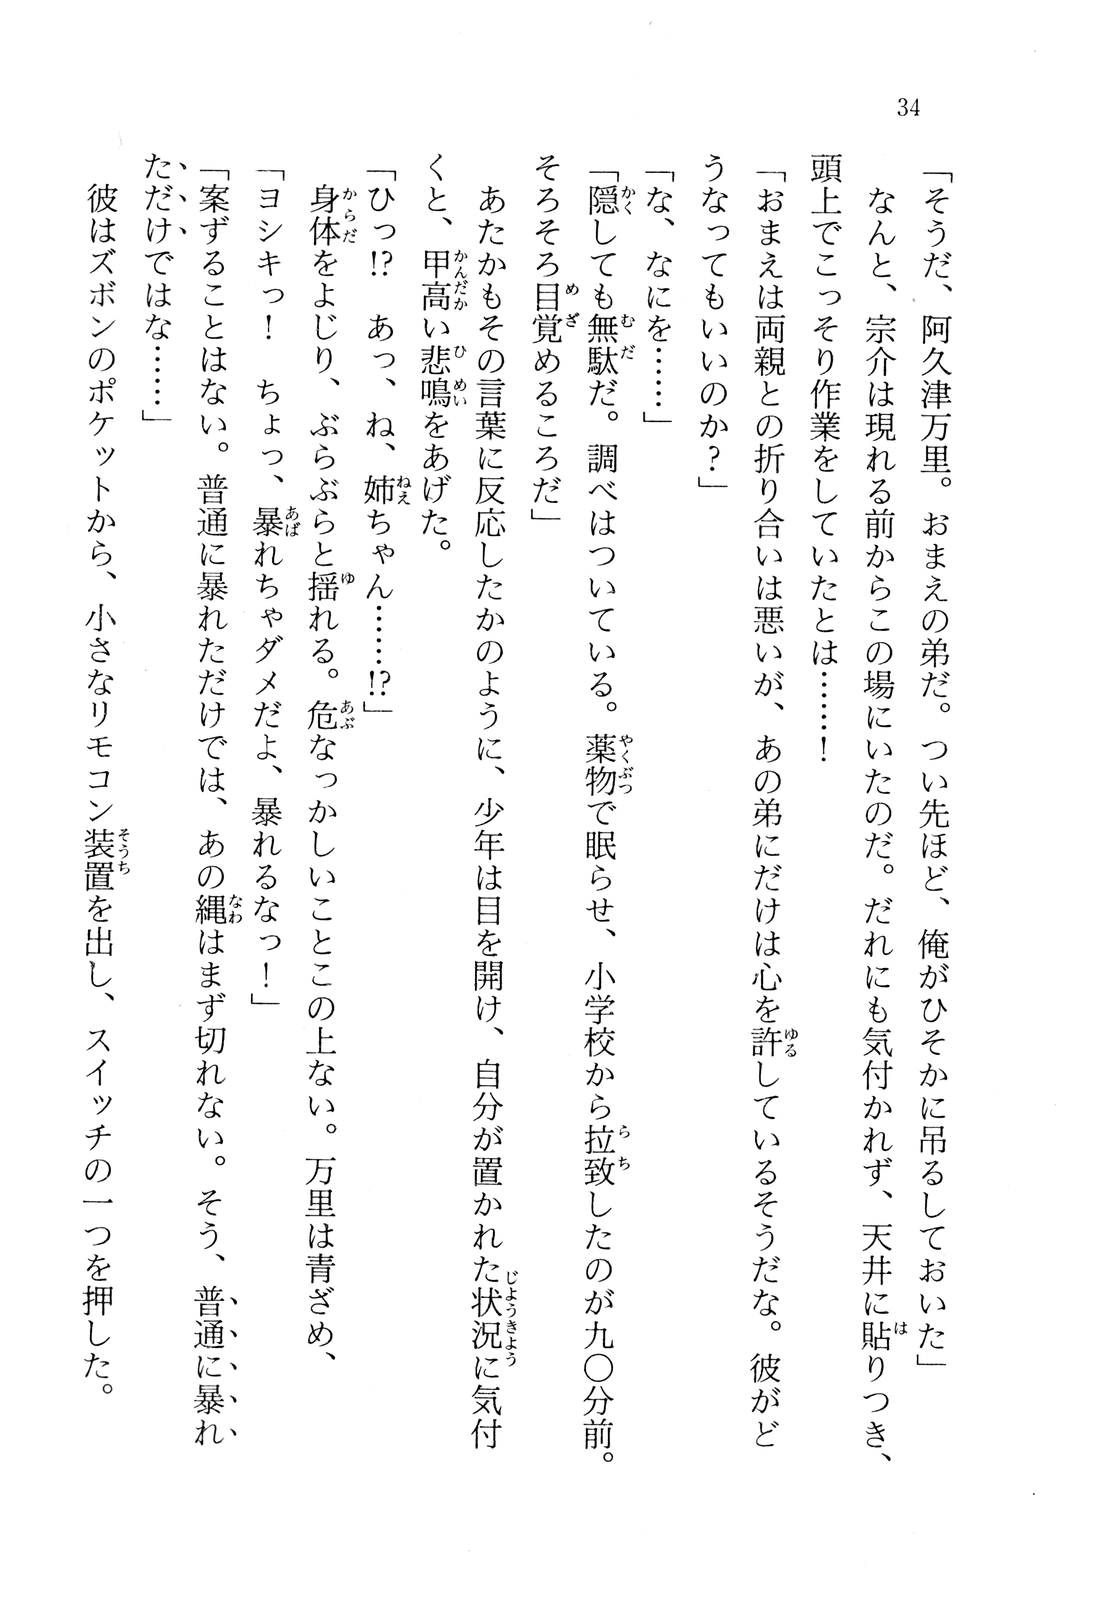 34
「そうだ、阿久津万里。おまえの弟だ。つい先ほど、俺がひそかに吊るしておいた」
なんと、宗介は現れる前からこの場にいたのだ。だれにも気付かれず、天井に貼りつき、
頭上でこっそり作業をしていたとは……！
「おまえは両親との折り合いは悪いが、あの弟にだけは心を許しているそうだな。彼がど
うなってもいいのか？」
「な、なにを……」
「隠しても無駄だ。調べはついている。薬物で眠らせ、小学校から拉致したのが九〇分前。
そろそろ目覚めるころだ」
あたかもその言葉に反応したかのように、少年は目を開け、自分が置かれた状況に気付
くと、甲高い悲鳴をあげた。
「ひっ!?　あっ、ね、姉ちゃん……!?」
身体をよじり、ぶらぶらと揺れる。危なっかしいことこの上ない。万里は青ざめ、
「ヨシキっ！　ちょっ、暴れちゃダメだよ、暴れるなっ！」
「案ずることはない。普通に暴れただけでは、あの縄はまず切れない。そう、普通に暴れ
ただけではな……」
彼はズボンのポケットから、小さなリモコン装置を出し、スイッチの一つを押した。